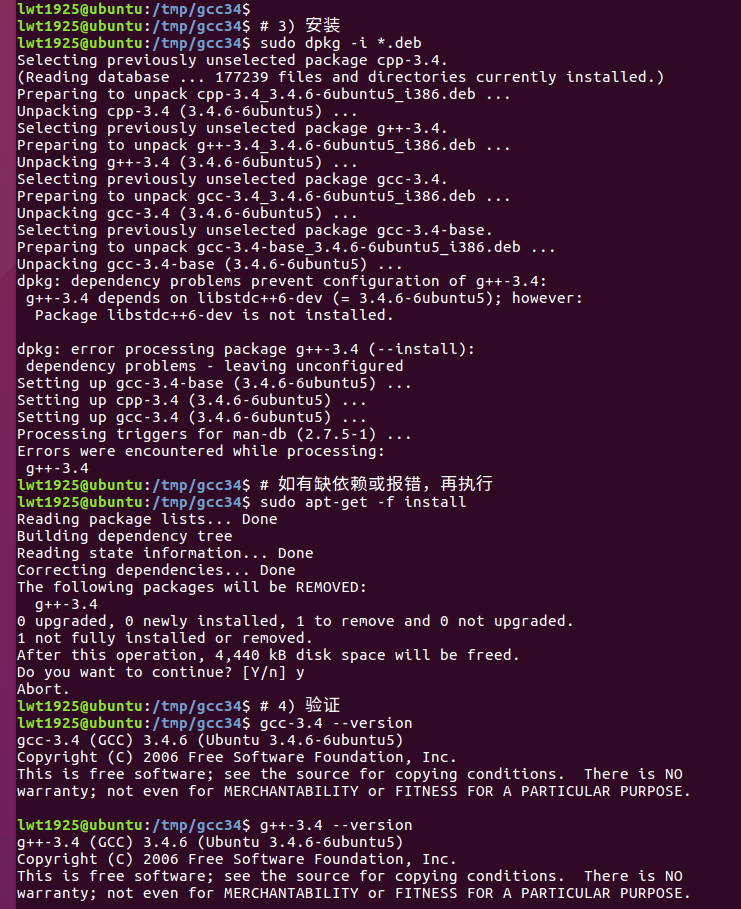 lwt1925@ubuntu:/tmp/gcc34$
lwt1925@ubuntu:/tmp/gcc34$ # 3) 安装
lwt1925@ubuntu:/tmp/gcc34$ sudo dpkg -i *.deb
Selecting previously unselected package cpp-3.4.
(Reading database ... 177239 files and directories currently installed.)
Preparing to unpack cpp-3.4_3.4.6-6ubuntu5_i386.deb ...
Unpacking cpp-3.4 (3.4.6-6ubuntu5) ...
Selecting previously unselected package g++-3.4.
Preparing to unpack g++-3.4_3.4.6-6ubuntu5_i386.deb ...
Unpacking g++-3.4 (3.4.6-6ubuntu5) ...
Selecting previously unselected package gcc-3.4.
Preparing to unpack gcc-3.4_3.4.6-6ubuntu5_i386.deb ...
Unpacking gcc-3.4 (3.4.6-6ubuntu5) ...
Selecting previously unselected package gcc-3.4-base.
Preparing to unpack gcc-3.4-base_3.4.6-6ubuntu5_i386.deb ...
Unpacking gcc-3.4-base (3.4.6-6ubuntu5) ...
dpkg: dependency problems prevent configuration of g++-3.4:
 g++-3.4 depends on libstdc++6-dev (= 3.4.6-6ubuntu5); however:
  Package libstdc++6-dev is not installed.

dpkg: error processing package g++-3.4 (--install):
 dependency problems - leaving unconfigured
Setting up gcc-3.4-base (3.4.6-6ubuntu5) ...
Setting up cpp-3.4 (3.4.6-6ubuntu5) ...
Setting up gcc-3.4 (3.4.6-6ubuntu5) ...
Processing triggers for man-db (2.7.5-1) ...
Errors were encountered while processing:
 g++-3.4
lwt1925@ubuntu:/tmp/gcc34$ # 如有缺依赖或报错，再执行
lwt1925@ubuntu:/tmp/gcc34$ sudo apt-get -f install
Reading package lists... Done
Building dependency tree
Reading state information... Done
Correcting dependencies... Done
The following packages will be REMOVED:
  g++-3.4
0 upgraded, 0 newly installed, 1 to remove and 0 not upgraded.
1 not fully installed or removed.
After this operation, 4,440 kB disk space will be freed.
Do you want to continue? [Y/n] y
Abort.
lwt1925@ubuntu:/tmp/gcc34$ # 4) 验证
lwt1925@ubuntu:/tmp/gcc34$ gcc-3.4 --version
gcc-3.4 (GCC) 3.4.6 (Ubuntu 3.4.6-6ubuntu5)
Copyright (C) 2006 Free Software Foundation, Inc.
This is free software; see the source for copying conditions.  There is NO
warranty; not even for MERCHANTABILITY or FITNESS FOR A PARTICULAR PURPOSE.

lwt1925@ubuntu:/tmp/gcc34$ g++-3.4 --version
g++-3.4 (GCC) 3.4.6 (Ubuntu 3.4.6-6ubuntu5)
Copyright (C) 2006 Free Software Foundation, Inc.
This is free software; see the source for copying conditions.  There is NO
warranty; not even for MERCHANTABILITY or FITNESS FOR A PARTICULAR PURPOSE.